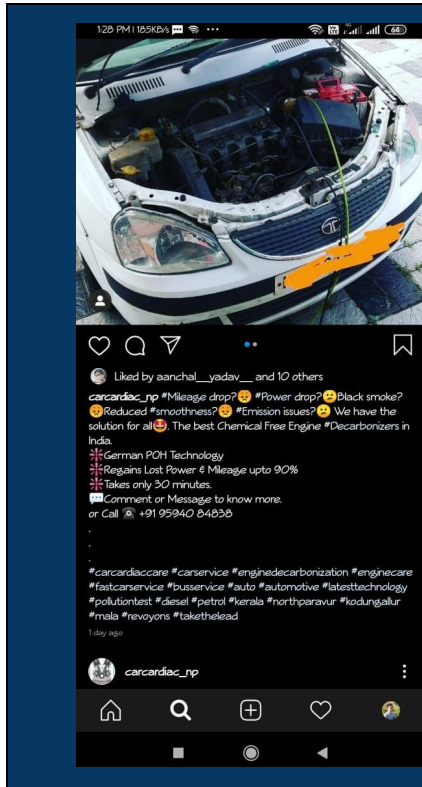 1:28 PM | 18.5KB/s
4G
64
TATA
Liked by aanchal__yadav__ and 10 others
carcardiac_np #Mileage drop?😡 #Power drop?😕Black smoke?
😡Reduced #smoothness?😡 #Emission issues?😕 We have the
solution for all🤩. The best Chemical Free Engine #Decarbonizers in
India.
❇️German POH Technology
❇️Regains Lost Power & Mileage upto 90%
❇️Takes only 30 minutes.
💬Comment or Message to know more.
or Call ☎️ +91 95940 84838
.
.
.
#carcardiaccare #carservice #enginedecarbonization #enginecare
#fastcarservice #busservice #auto #automotive #latesttechnology
#pollutiontest #diesel #petrol #kerala #northparavur #kodungallur
#mala #revoyons #takethelead
1 day ago
carcardiac_np